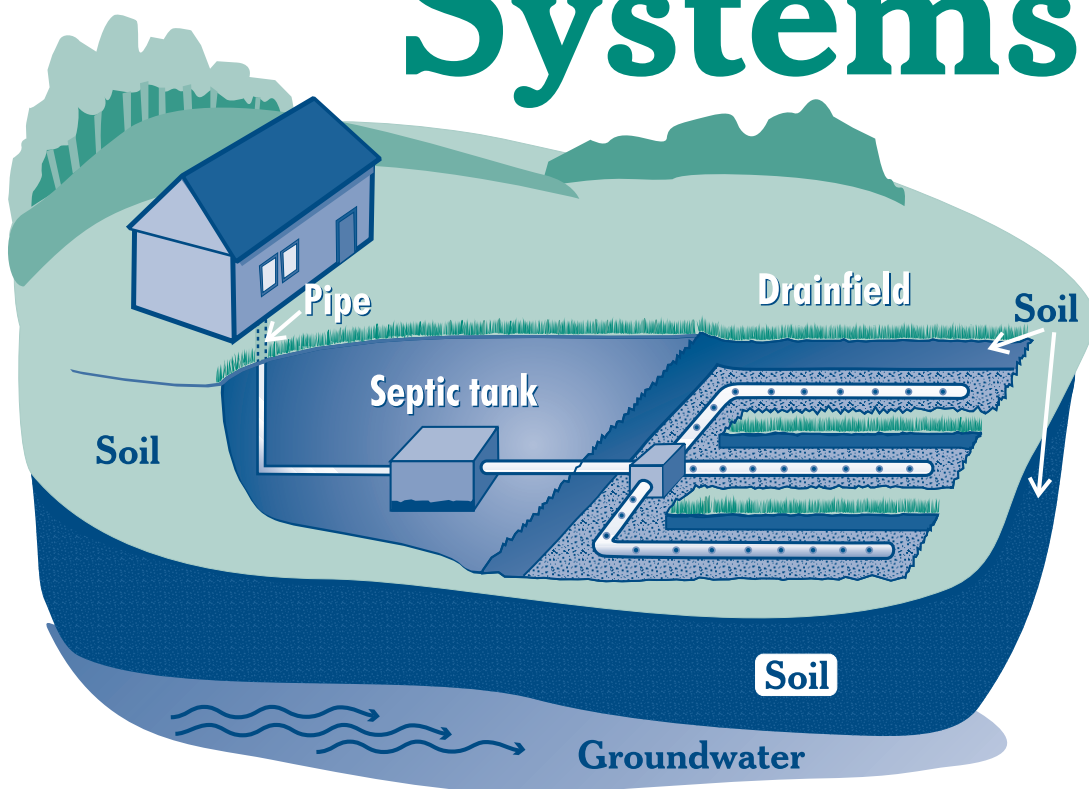 Systems
Pipe
Drainfield
Soil
Septic tank
Soil
Soil
Groundwater